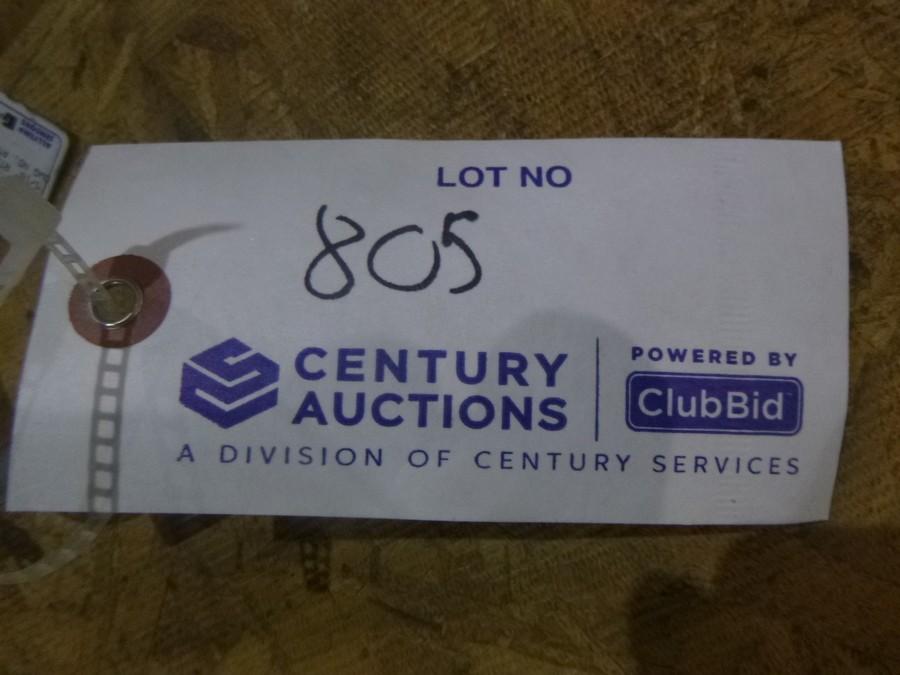 LOT NO
805
CENTURY
AUCTIONS
POWERED BY
ClubBid
A DIVISION OF CENTURY SERVICES